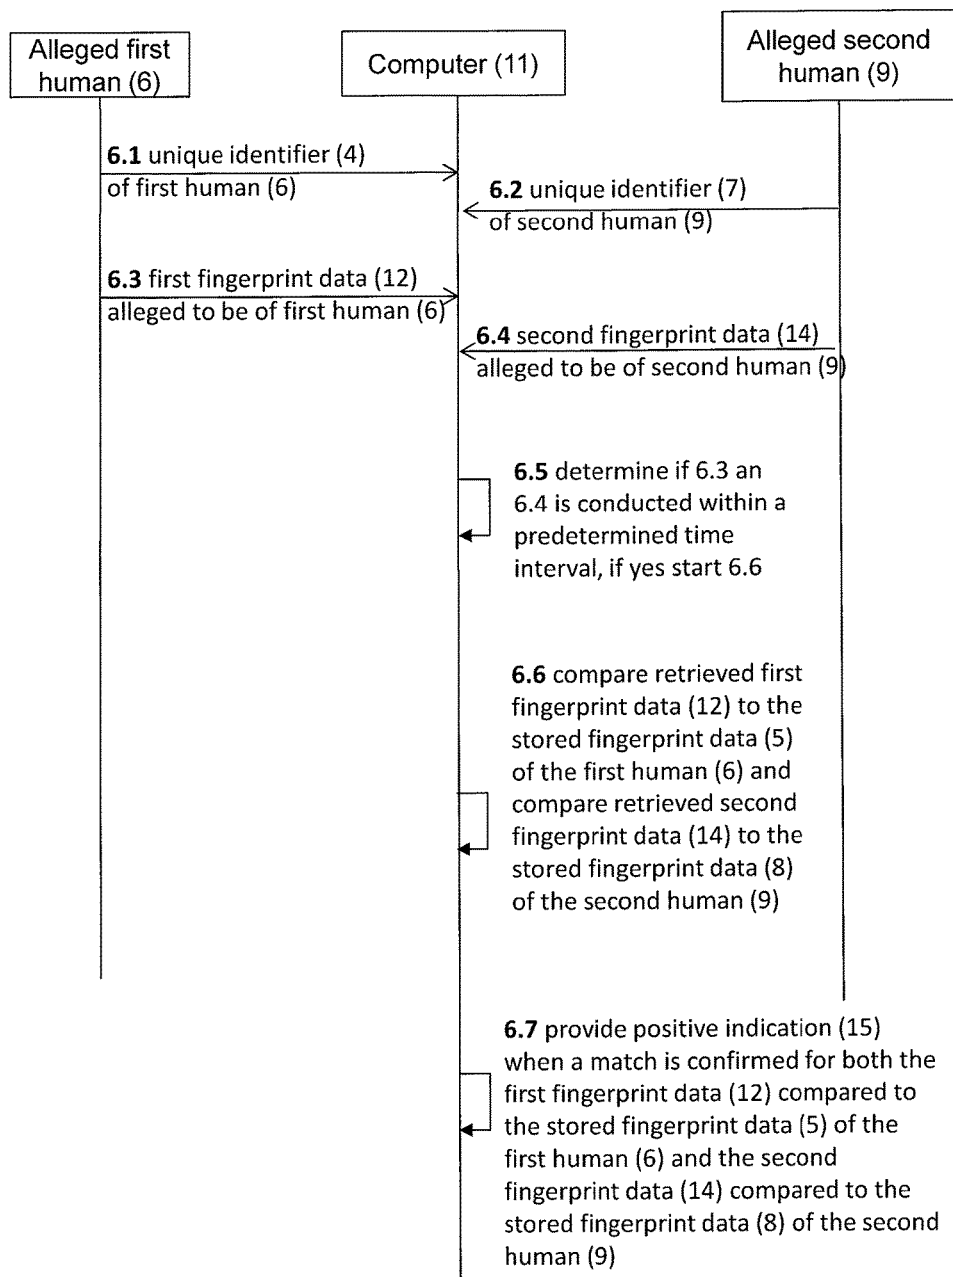 Alleged first
human (6)
Computer (11)
Alleged second
human (9)
6.1 unique identifier (4)
of first human (6)
6.2 unique identifier (7)
of second human (9)
6.3 first fingerprint data (12)
alleged to be of first human (6)
6.4 second fingerprint data (14)
alleged to be of second human (9)
6.5 determine if 6.3 an
6.4 is conducted within a
predetermined time
interval, if yes start 6.6
6.6 compare retrieved first
fingerprint data (12) to the
stored fingerprint data (5)
of the first human (6) and
compare retrieved second
fingerprint data (14) to the
stored fingerprint data (8)
of the second human (9)
6.7 provide positive indication (15)
when a match is confirmed for both the
first fingerprint data (12) compared to
the stored fingerprint data (5) of the
first human (6) and the second
fingerprint data (14) compared to the
stored fingerprint data (8) of the second
human (9)